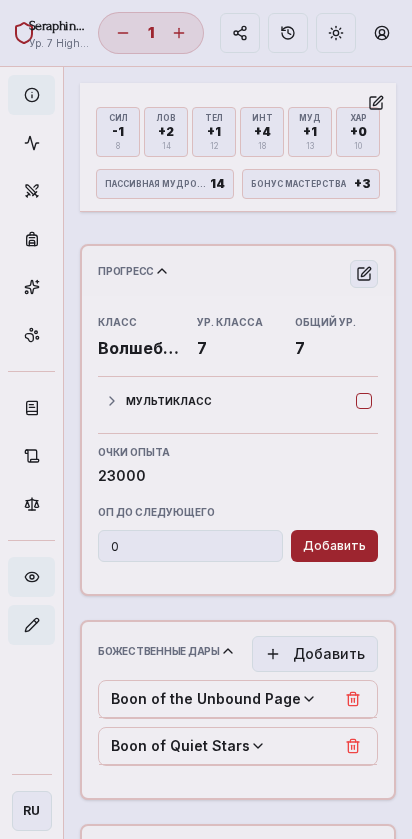 Seraphin...
Ур. 7 High...
1
СИЛ ЛОВ ТЕЛ ИНТ МУД ХАР
-1 +2 +1 +4 +1 +0
8 14 12 18 13 10
ПАССИВНАЯ МУДРО... 14 БОНУС МАСТЕРСТВА +3
ПРОГРЕСС
КЛАСС УР. КЛАССА ОБЩИЙ УР.
Волшеб... 7 7
МУЛЬТИКЛАСС
ОЧКИ ОПЫТА
23000
ОП ДО СЛЕДУЮЩЕГО
0 Добавить
БОЖЕСТВЕННЫЕ ДАРЫ Добавить
Boon of the Unbound Page
Boon of Quiet Stars
RU